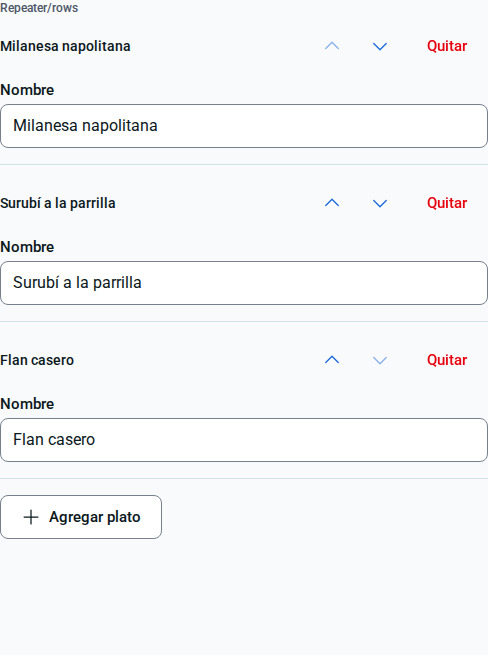 Repeater/rows
Milanesa napolitana Quitar
Nombre
Milanesa napolitana
Surubí a la parrilla Quitar
Nombre
Surubí a la parrilla
Flan casero Quitar
Nombre
Flan casero
Agregar plato